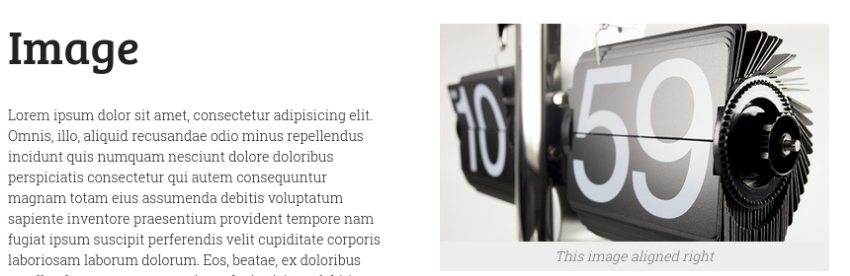 Image
Lorem ipsum dolor sit amet, consectetur adipisicing elit.
Omnis, illo, aliquid recusandae odio minus repellendus
incidunt quis numquam nesciunt dolore doloribus
perspiciatis consectetur qui autem consequuntur
magnam totam eius assumenda debitis voluptatum
sapiente inventore praesentium provident tempore nam
fugiat ipsum suscipit perferendis velit cupiditate corporis
laboriosam laborum dolorum. Eos, beatae, ex doloribus
10 59
This image aligned right